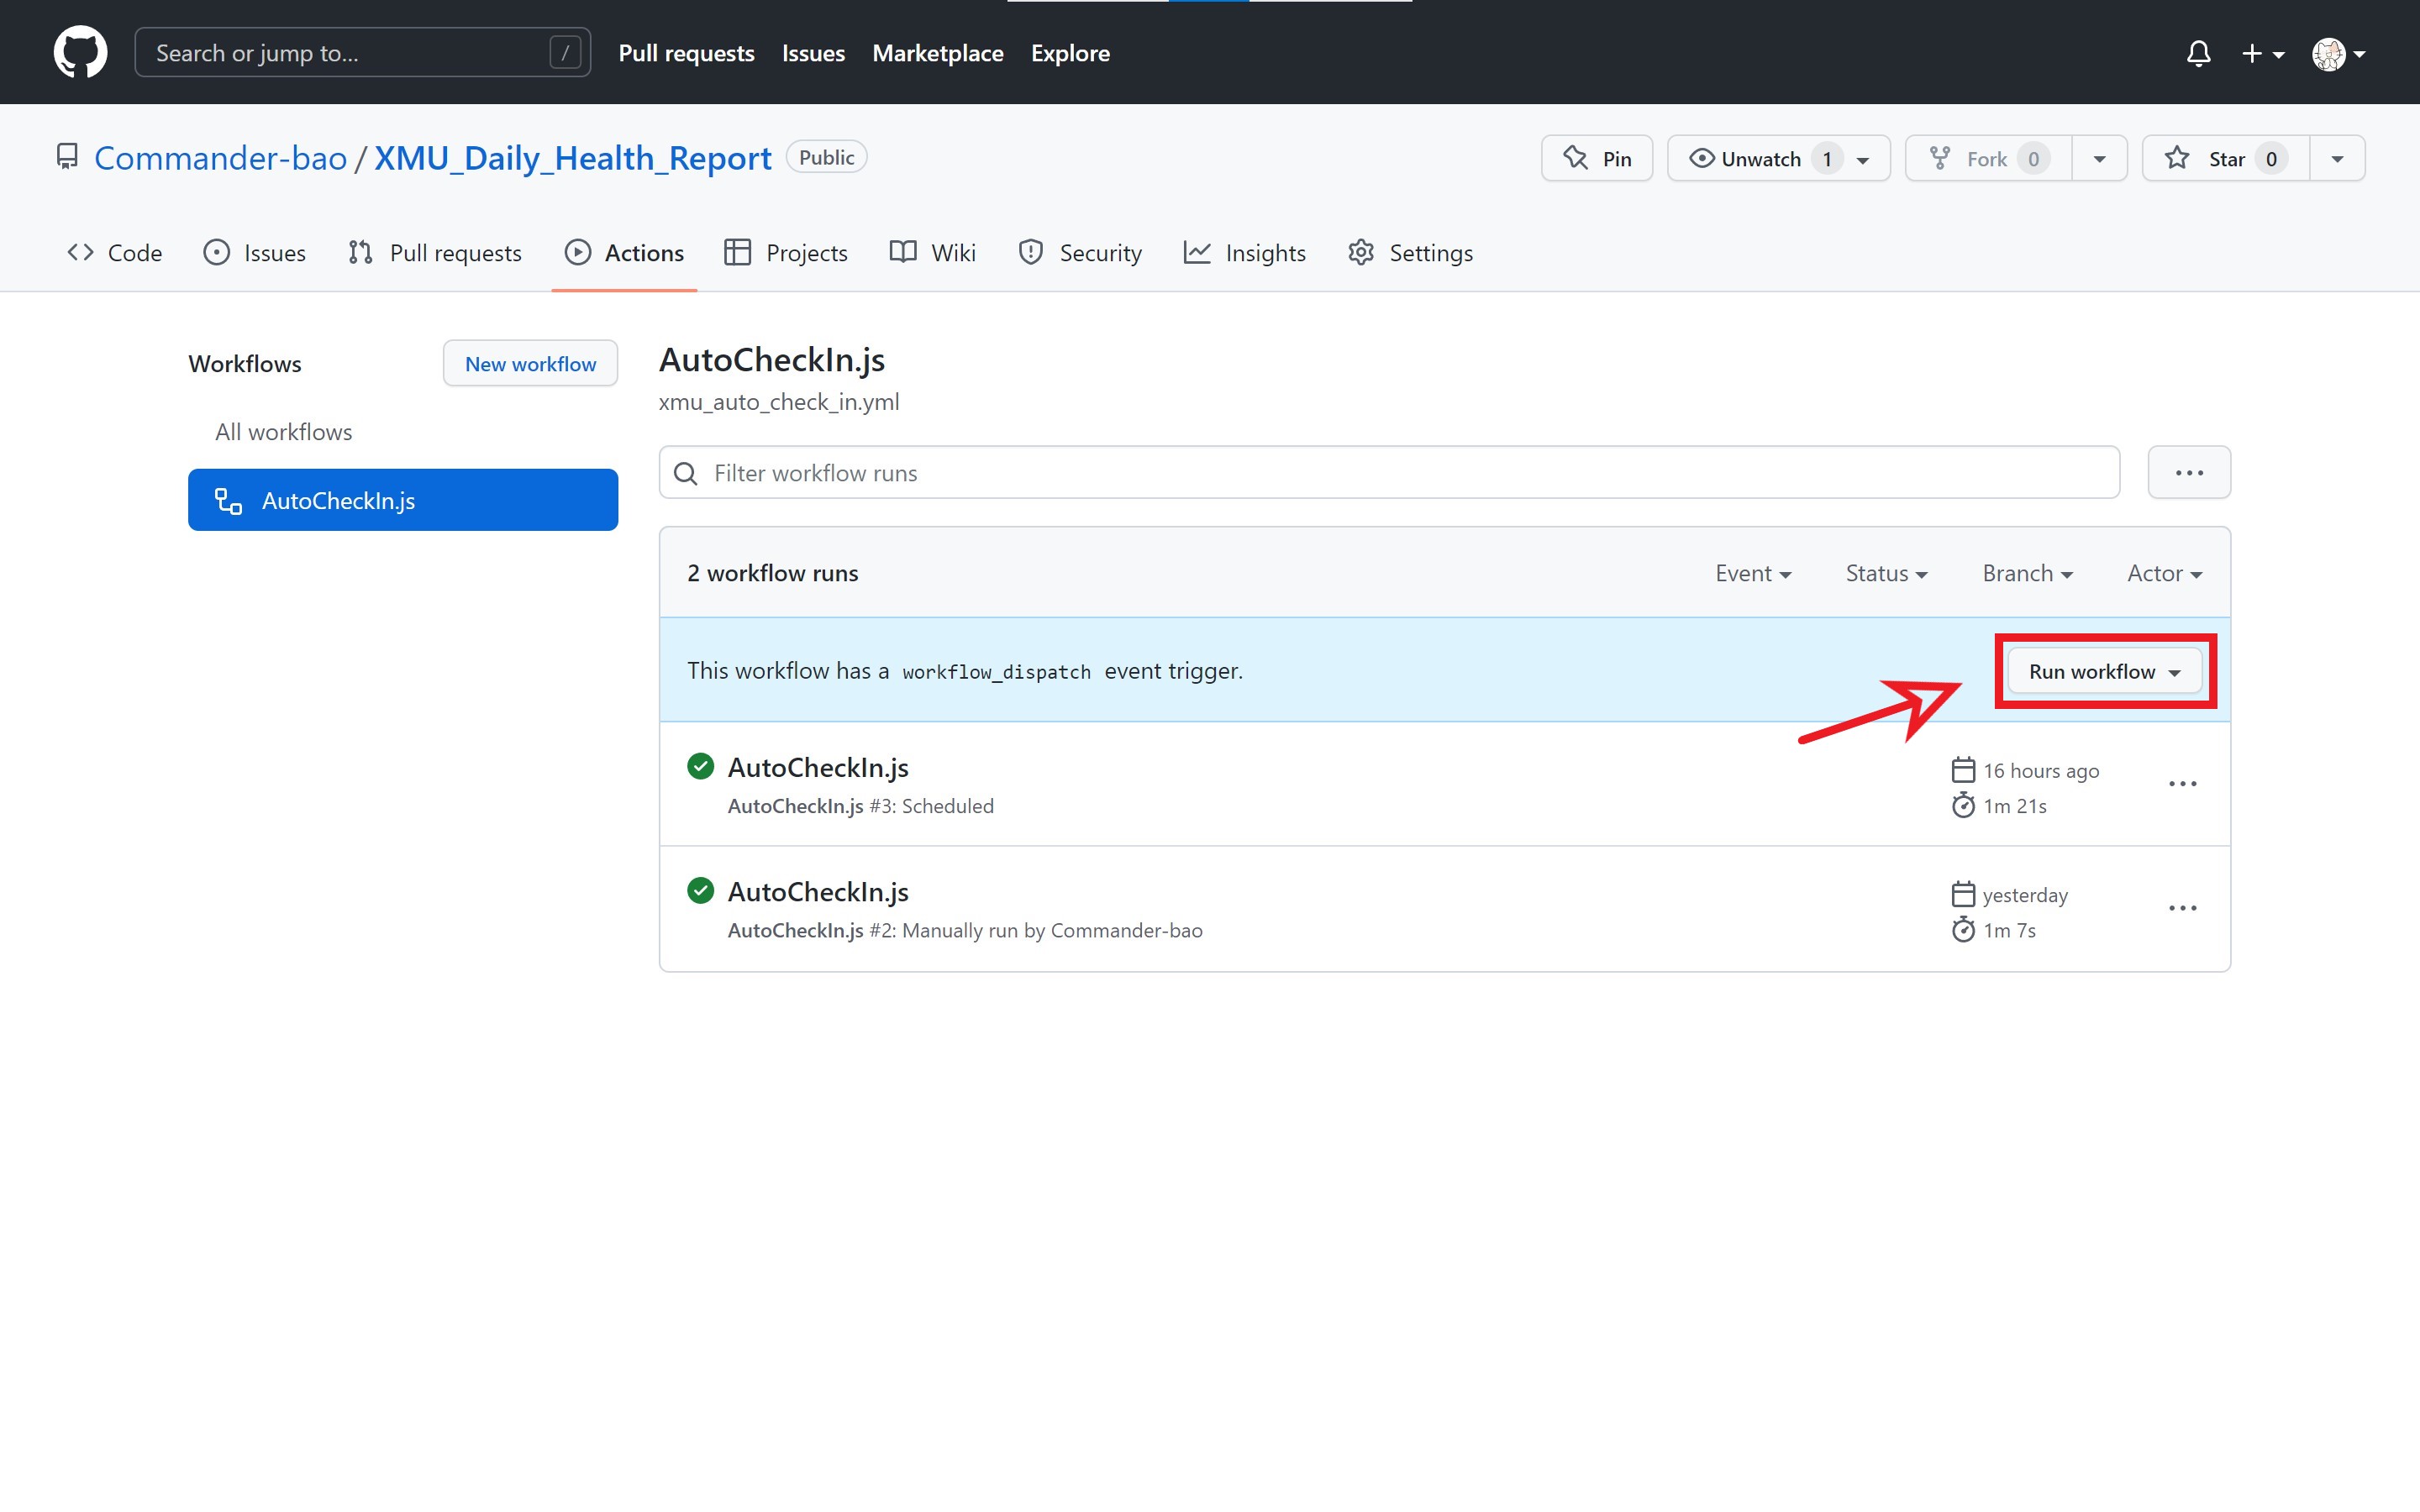 Search or jump to... /
Pull requests Issues Marketplace Explore
Commander-bao / XMU_Daily_Health_Report Public
Pin Unwatch 1 Fork 0 Star 0
Code Issues Pull requests Actions Projects Wiki Security Insights Settings
Workflows New workflow
All workflows
AutoCheckIn.js
AutoCheckIn.js
xmu_auto_check_in.yml
Filter workflow runs
2 workflow runs Event Status Branch Actor
This workflow has a workflow_dispatch event trigger. Run workflow
AutoCheckIn.js 16 hours ago
AutoCheckIn.js #3: Scheduled 1m 21s
AutoCheckIn.js yesterday
AutoCheckIn.js #2: Manually run by Commander-bao 1m 7s